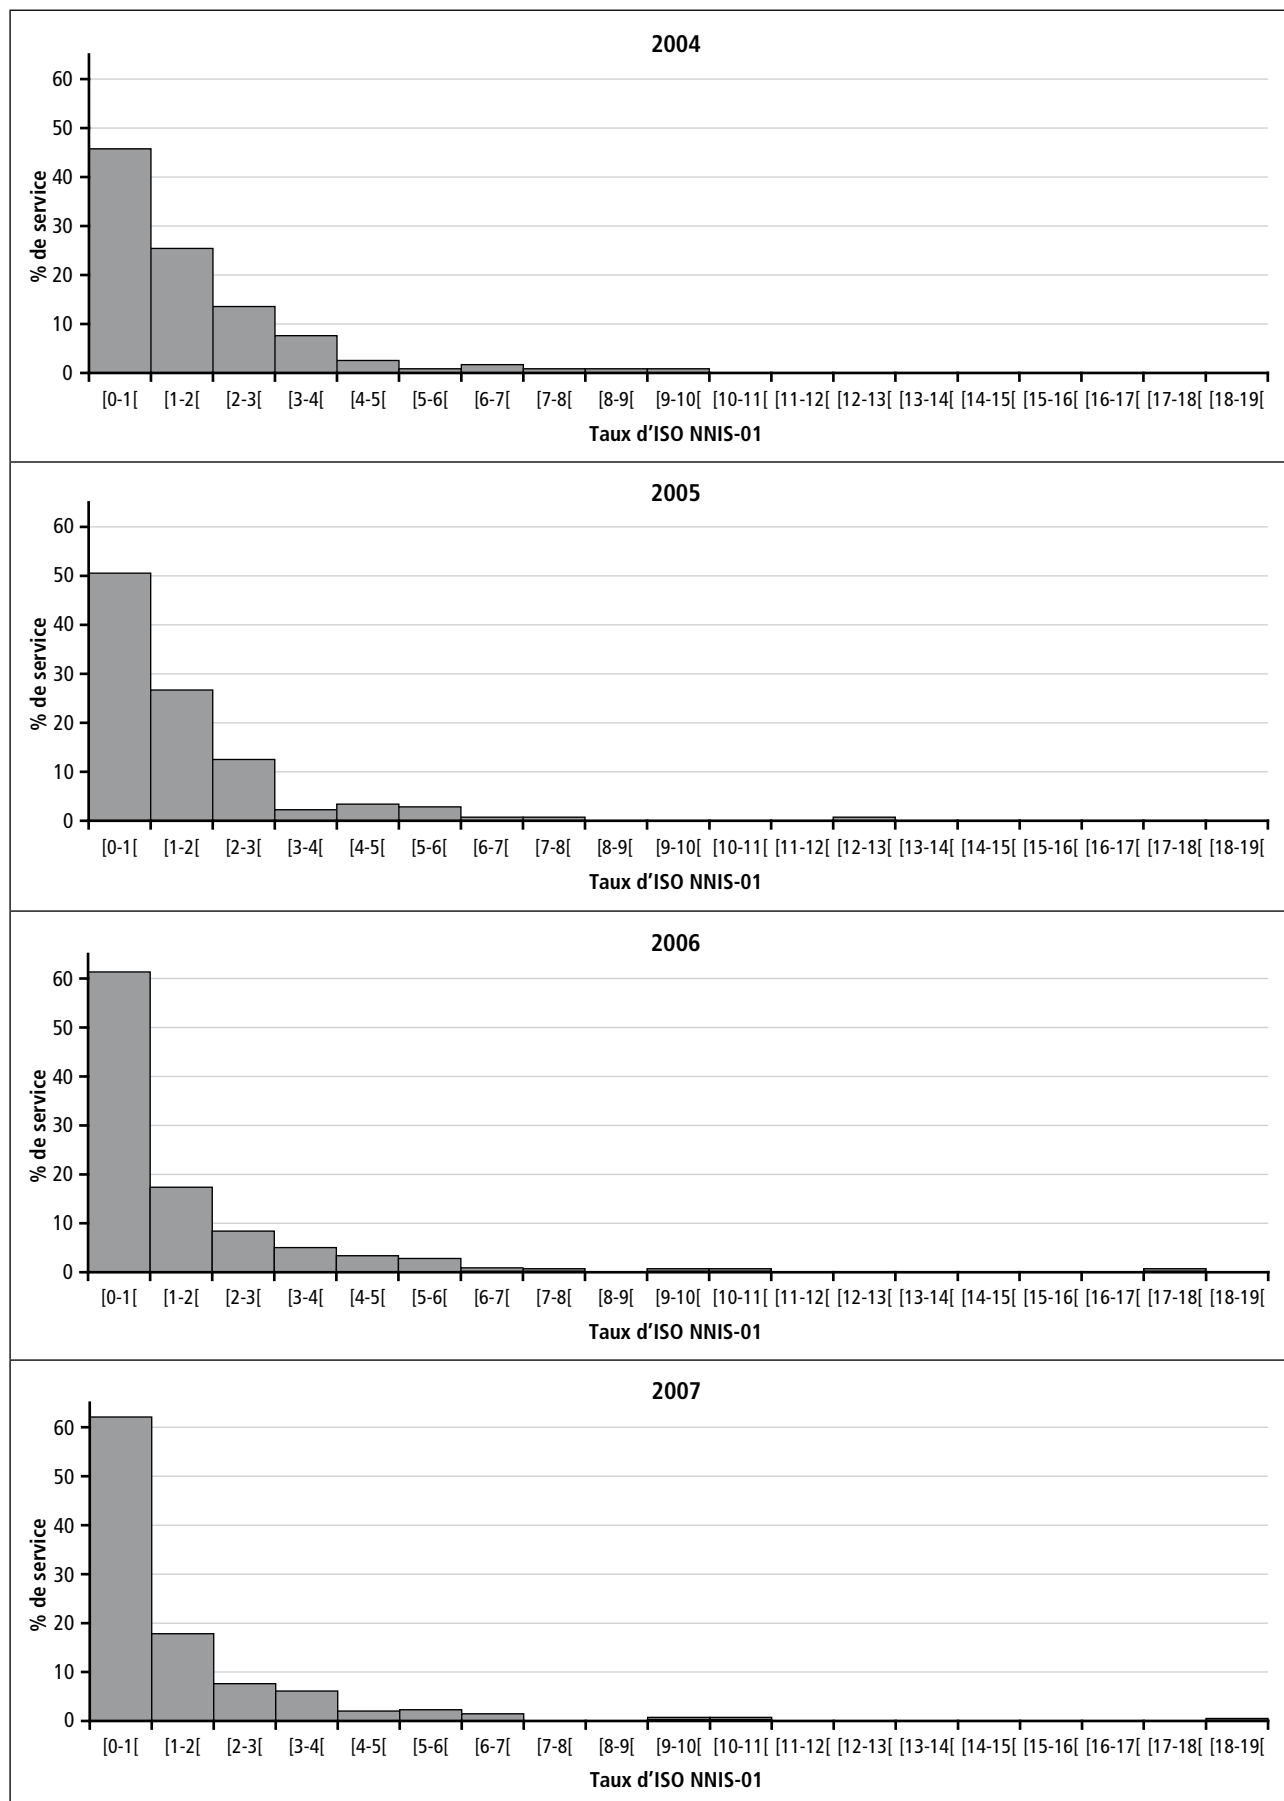 2004
% de service
60
50
40
30
20
10
0
[0-1[ [1-2[ [2-3[ [3-4[ [4-5[ [5-6[ [6-7[ [7-8[ [8-9[ [9-10[ [10-11[ [11-12[ [12-13[ [13-14[ [14-15[ [15-16[ [16-17[ [17-18[ [18-19[
Taux d’ISO NNIS-01
2005
% de service
60
50
40
30
20
10
0
[0-1[ [1-2[ [2-3[ [3-4[ [4-5[ [5-6[ [6-7[ [7-8[ [8-9[ [9-10[ [10-11[ [11-12[ [12-13[ [13-14[ [14-15[ [15-16[ [16-17[ [17-18[ [18-19[
Taux d’ISO NNIS-01
2006
% de service
60
50
40
30
20
10
0
[0-1[ [1-2[ [2-3[ [3-4[ [4-5[ [5-6[ [6-7[ [7-8[ [8-9[ [9-10[ [10-11[ [11-12[ [12-13[ [13-14[ [14-15[ [15-16[ [16-17[ [17-18[ [18-19[
Taux d’ISO NNIS-01
2007
% de service
60
50
40
30
20
10
0
[0-1[ [1-2[ [2-3[ [3-4[ [4-5[ [5-6[ [6-7[ [7-8[ [8-9[ [9-10[ [10-11[ [11-12[ [12-13[ [13-14[ [14-15[ [15-16[ [16-17[ [17-18[ [18-19[
Taux d’ISO NNIS-01